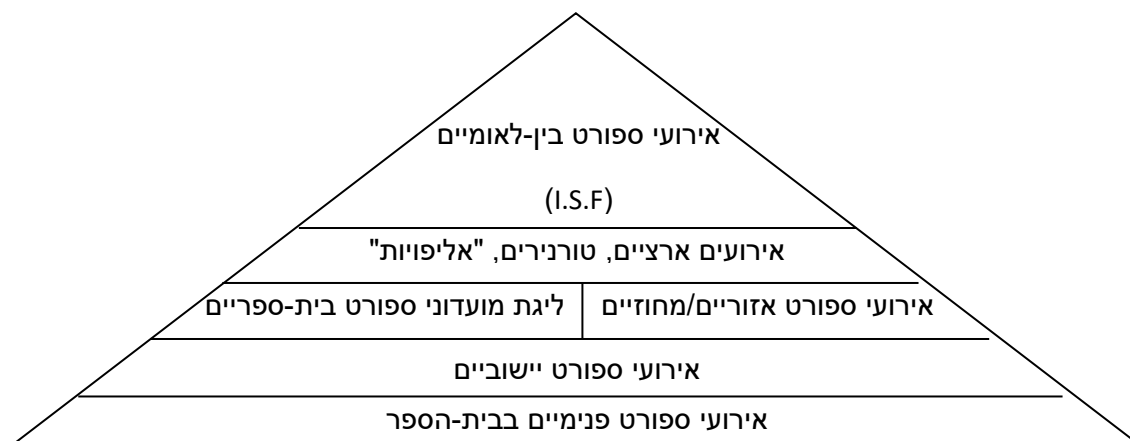 אירועי ספורט בין-לאומיים
(I.S.F)
אירועים ארציים, טורנירים, "אליפויות"
אירועי ספורט אזוריים/מחוזיים
ליגת מועדוני ספורט בית-ספריים
אירועי ספורט יישוביים
אירועי ספורט פנימיים בבית-הספר